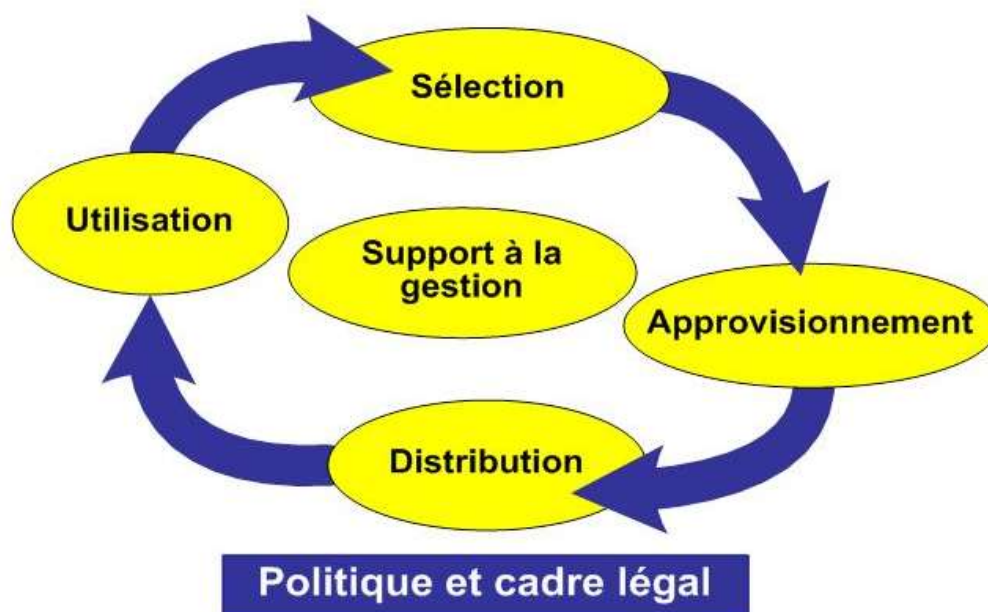 Sélection
Utilisation
Support à la
gestion
Approvisionnement
Distribution
Politique et cadre légal